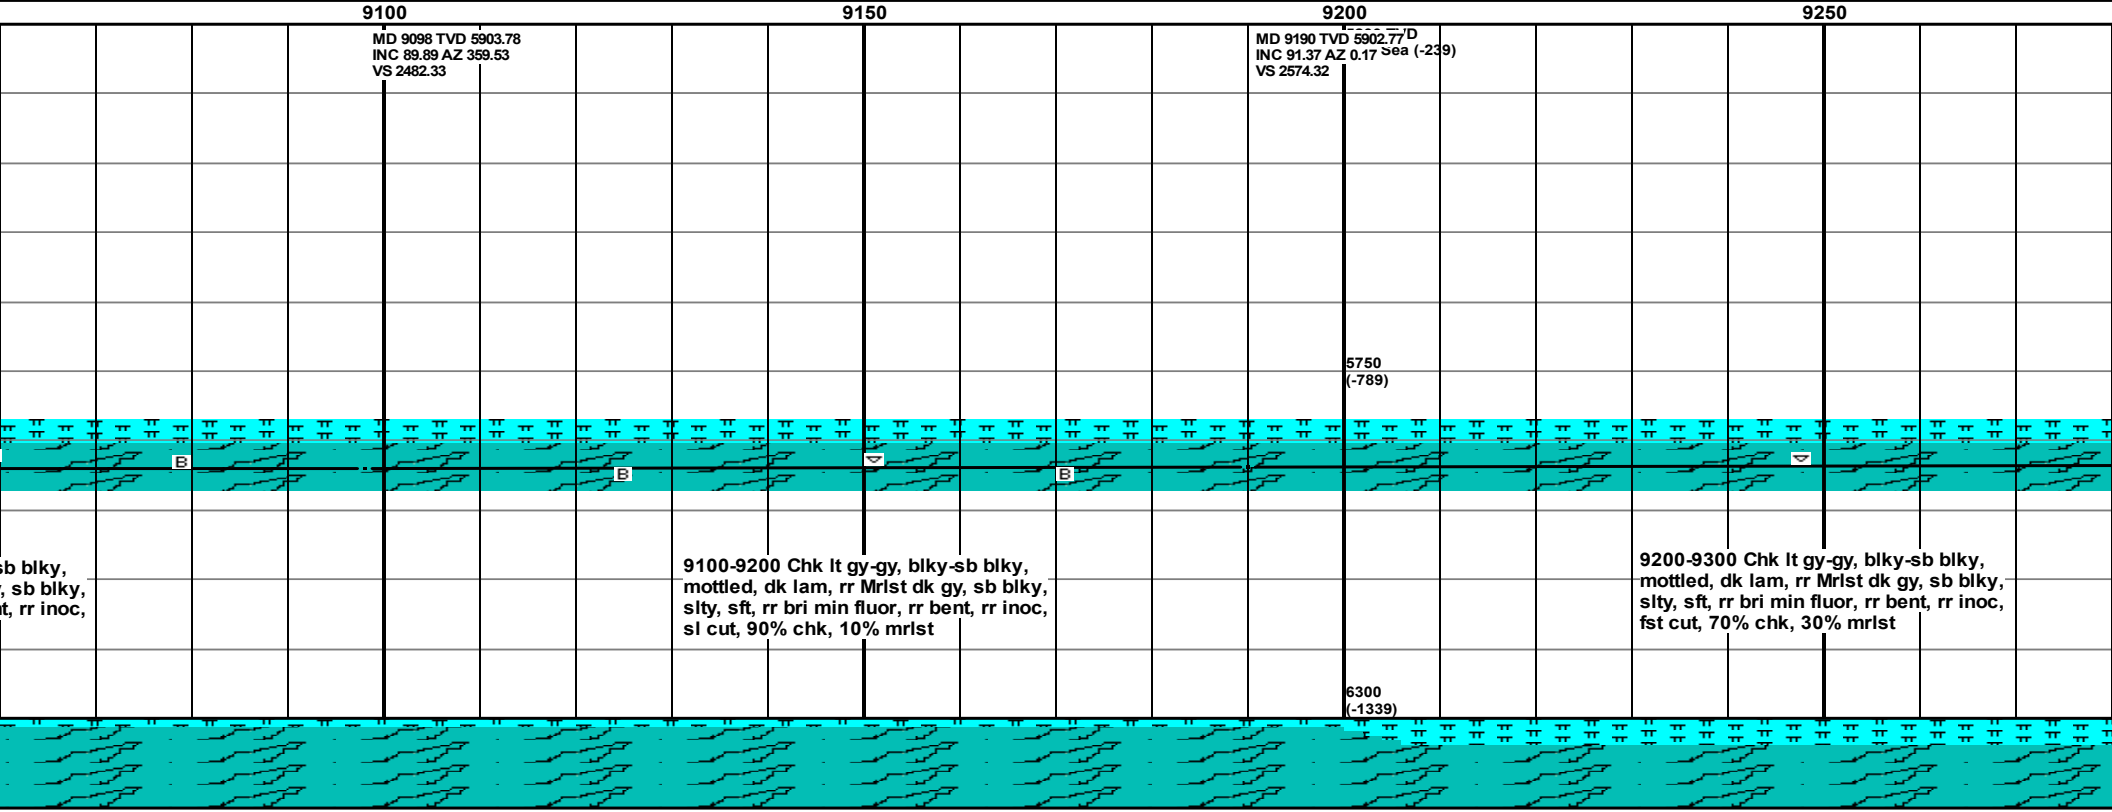 9100
9150
9200
9250
MD 9098 TVD 5903.78
INC 89.89 AZ 359.53
VS 2482.33
MD 9190 TVD 5902.77
INC 91.37 AZ 0.17
VS 2574.32
TVD
Sea (-239)
5750
(-789)
B
B
B
sb blky,
, sb blky,
t, rr inoc,
9100-9200 Chk lt gy-gy, blky-sb blky,
mottled, dk lam, rr Mrlst dk gy, sb blky,
slty, sft, rr bri min fluor, rr bent, rr inoc,
sl cut, 90% chk, 10% mrlst
9200-9300 Chk lt gy-gy, blky-sb blky,
mottled, dk lam, rr Mrlst dk gy, sb blky,
slty, sft, rr bri min fluor, rr bent, rr inoc,
fst cut, 70% chk, 30% mrlst
6300
(-1339)